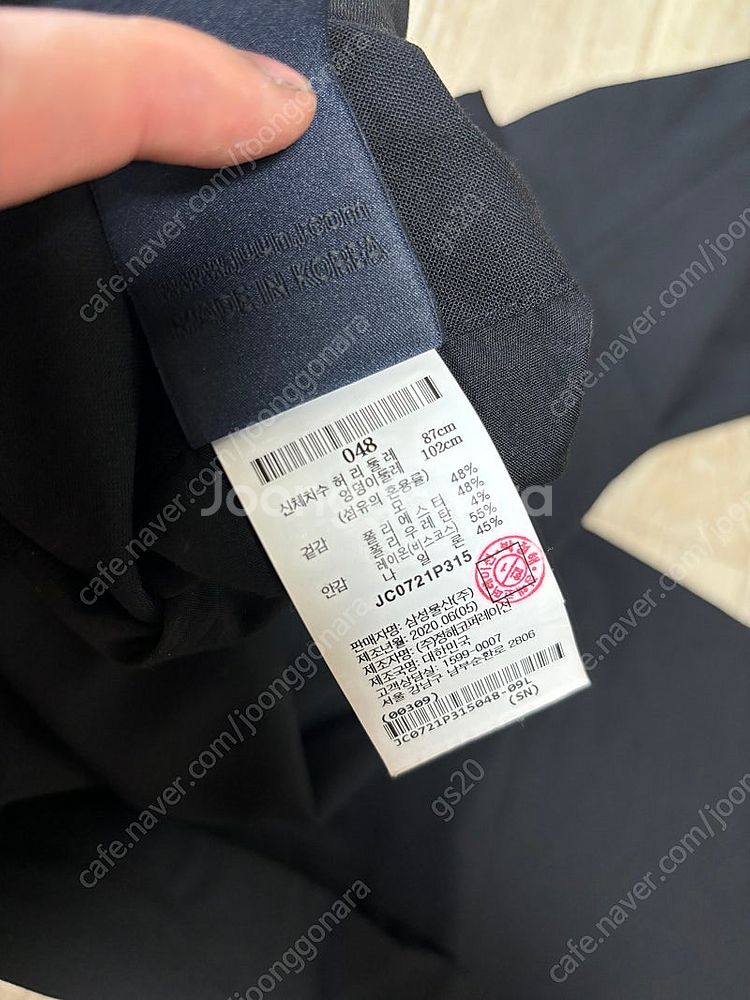 www.juunj.com
MADE IN KOREA
048
신체치수 허리둘레 87cm
엉덩이둘레 102cm
(섬유의 혼용률)
겉감 모 48%
폴리에스터 48%
폴리우레탄 4%
안감 레이온(비스코스) 55%
나일론 45%
JC0721P315
판매자명: 삼성물산(주)
제조년월: 2020.06(05)
제조자명: (주)정해코퍼레이션
제조국명: 대한민국
고객상담실: 1599-0007
서울 강남구 남부순환로 2806
(00309)
JC0721P315048-09L
(SN)
Joonggonara
cafe.naver.com/joonggonara
gs20